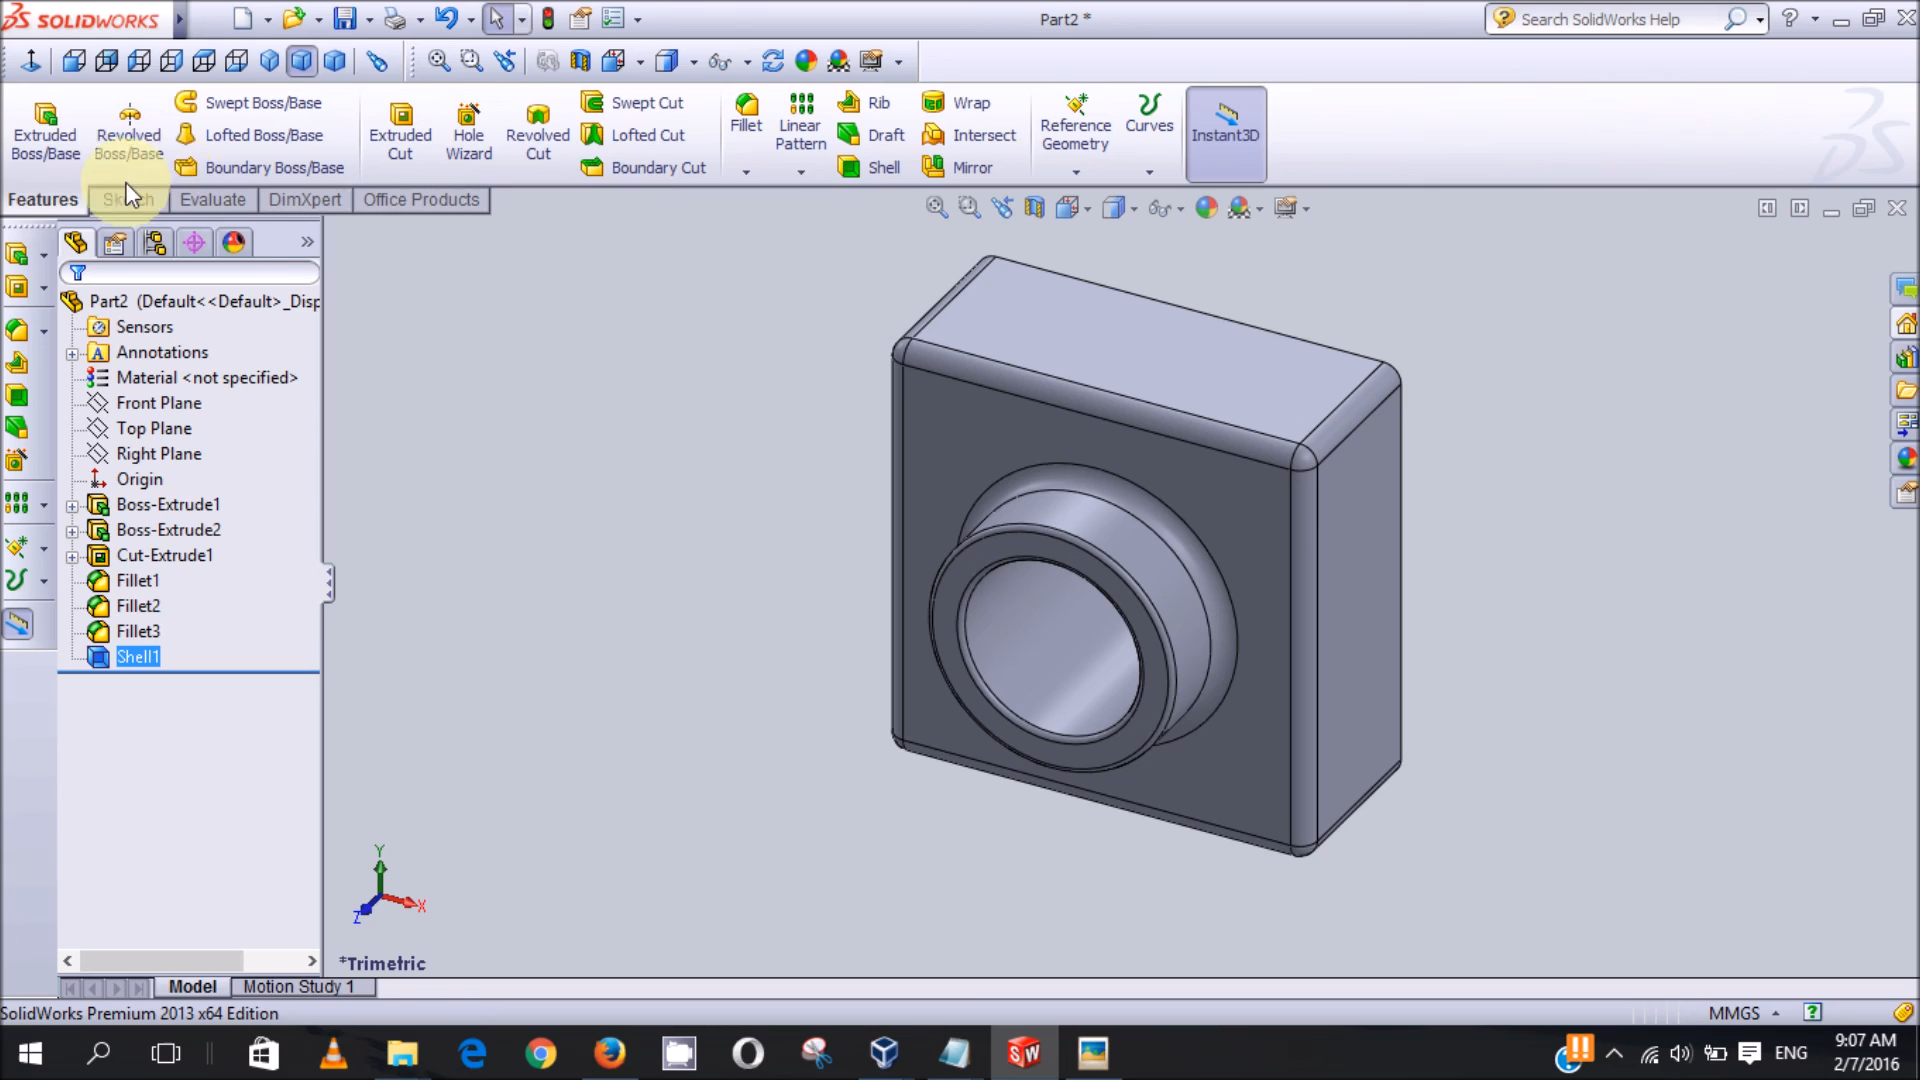 SOLIDWORKS
Part2 *
Search SolidWorks Help
Extruded Boss/Base
Revolved Boss/Base
Swept Boss/Base
Lofted Boss/Base
Boundary Boss/Base
Extruded Cut
Hole Wizard
Revolved Cut
Swept Cut
Lofted Cut
Boundary Cut
Fillet
Linear Pattern
Rib
Draft
Shell
Wrap
Intersect
Mirror
Reference Geometry
Curves
Instant3D
Features
Sketch
Evaluate
DimXpert
Office Products
Part2 (Default<<Default>_Disp
Sensors
Annotations
Material <not specified>
Front Plane
Top Plane
Right Plane
Origin
Boss-Extrude1
Boss-Extrude2
Cut-Extrude1
Fillet1
Fillet2
Fillet3
Shell1
Y
X
Z
*Trimetric
Model
Motion Study 1
SolidWorks Premium 2013 x64 Edition
MMGS
ENG
9:07 AM
2/7/2016